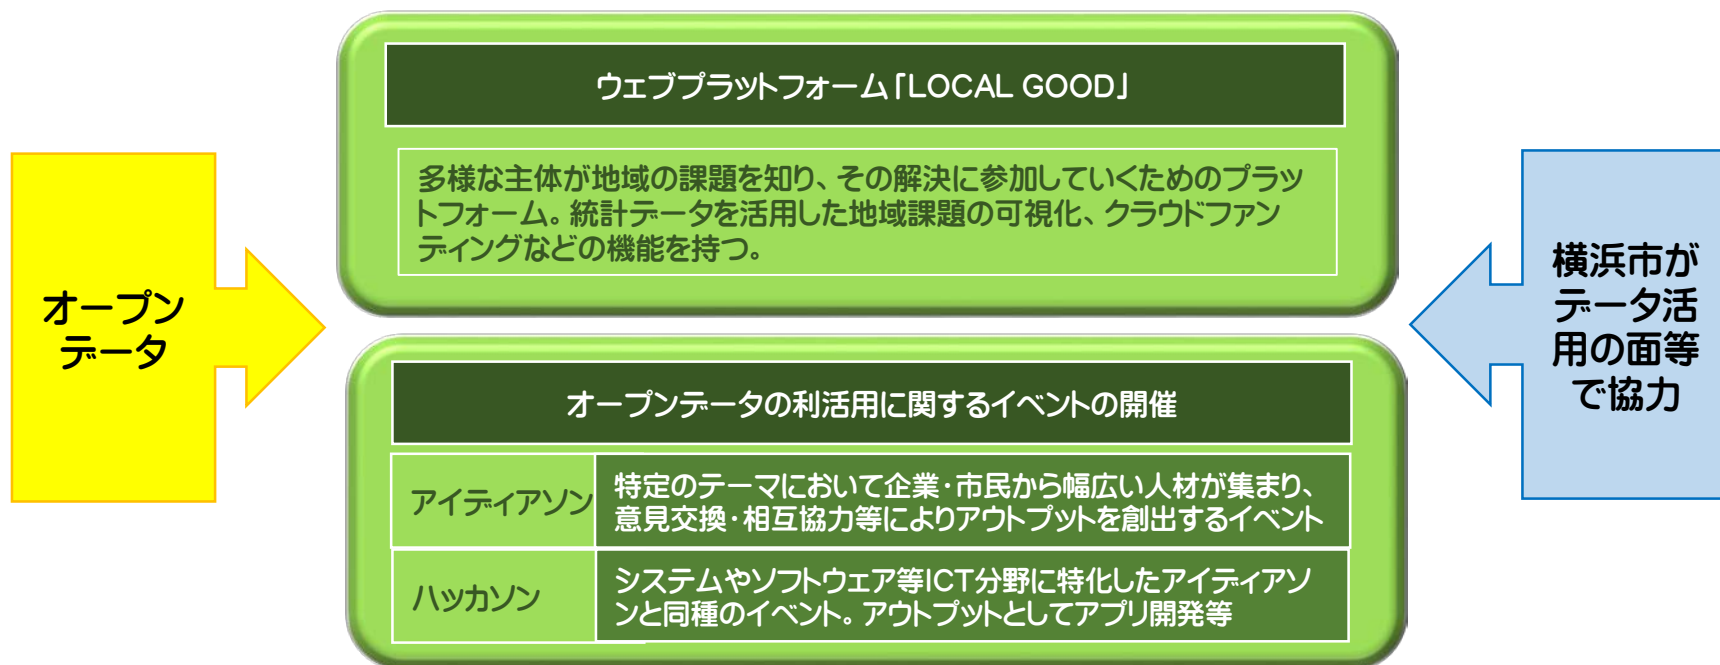 ウェブプラットフォーム「LOCAL GOOD」
多様な主体が地域の課題を知り、その解決に参加していくためのプラッ
トフォーム。統計データを活用した地域課題の可視化、クラウドファン
ディングなどの機能を持つ。
オープン
データ
横浜市が
データ活
用の面等
で協力
オープンデータの利活用に関するイベントの開催
アイディアソン
特定のテーマにおいて企業・市民から幅広い人材が集まり、
意見交換・相互協力等によりアウトプットを創出するイベント
ハッカソン
システムやソフトウェア等ICT分野に特化したアイディアソ
ンと同種のイベント。アウトプットとしてアプリ開発等